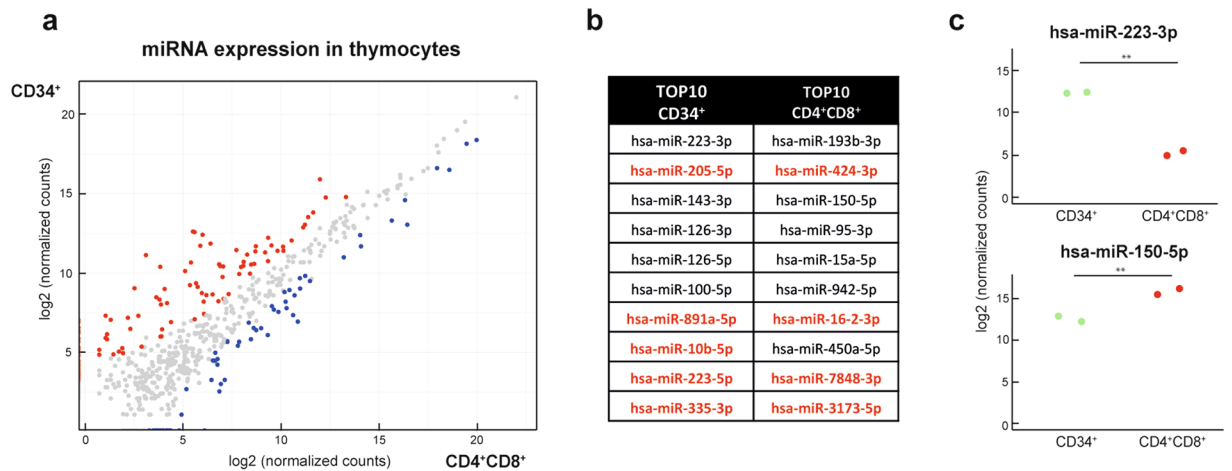 a
miRNA expression in thymocytes
CD34⁺
log2 (normalized counts)
20
15
10
5
0
5
10
15
20
log2 (normalized counts)
CD4⁺CD8⁺
b
TOP10 CD34⁺
TOP10 CD4⁺CD8⁺
hsa-miR-223-3p
hsa-miR-193b-3p
hsa-miR-205-5p
hsa-miR-424-3p
hsa-miR-143-3p
hsa-miR-150-5p
hsa-miR-126-3p
hsa-miR-95-3p
hsa-miR-126-5p
hsa-miR-15a-5p
hsa-miR-100-5p
hsa-miR-942-5p
hsa-miR-891a-5p
hsa-miR-16-2-3p
hsa-miR-10b-5p
hsa-miR-450a-5p
hsa-miR-223-5p
hsa-miR-7848-3p
hsa-miR-335-3p
hsa-miR-3173-5p
c
hsa-miR-223-3p
**
15
10
5
0
CD34⁺
CD4⁺CD8⁺
log2 (normalized counts)
hsa-miR-150-5p
**
15
10
5
0
CD34⁺
CD4⁺CD8⁺